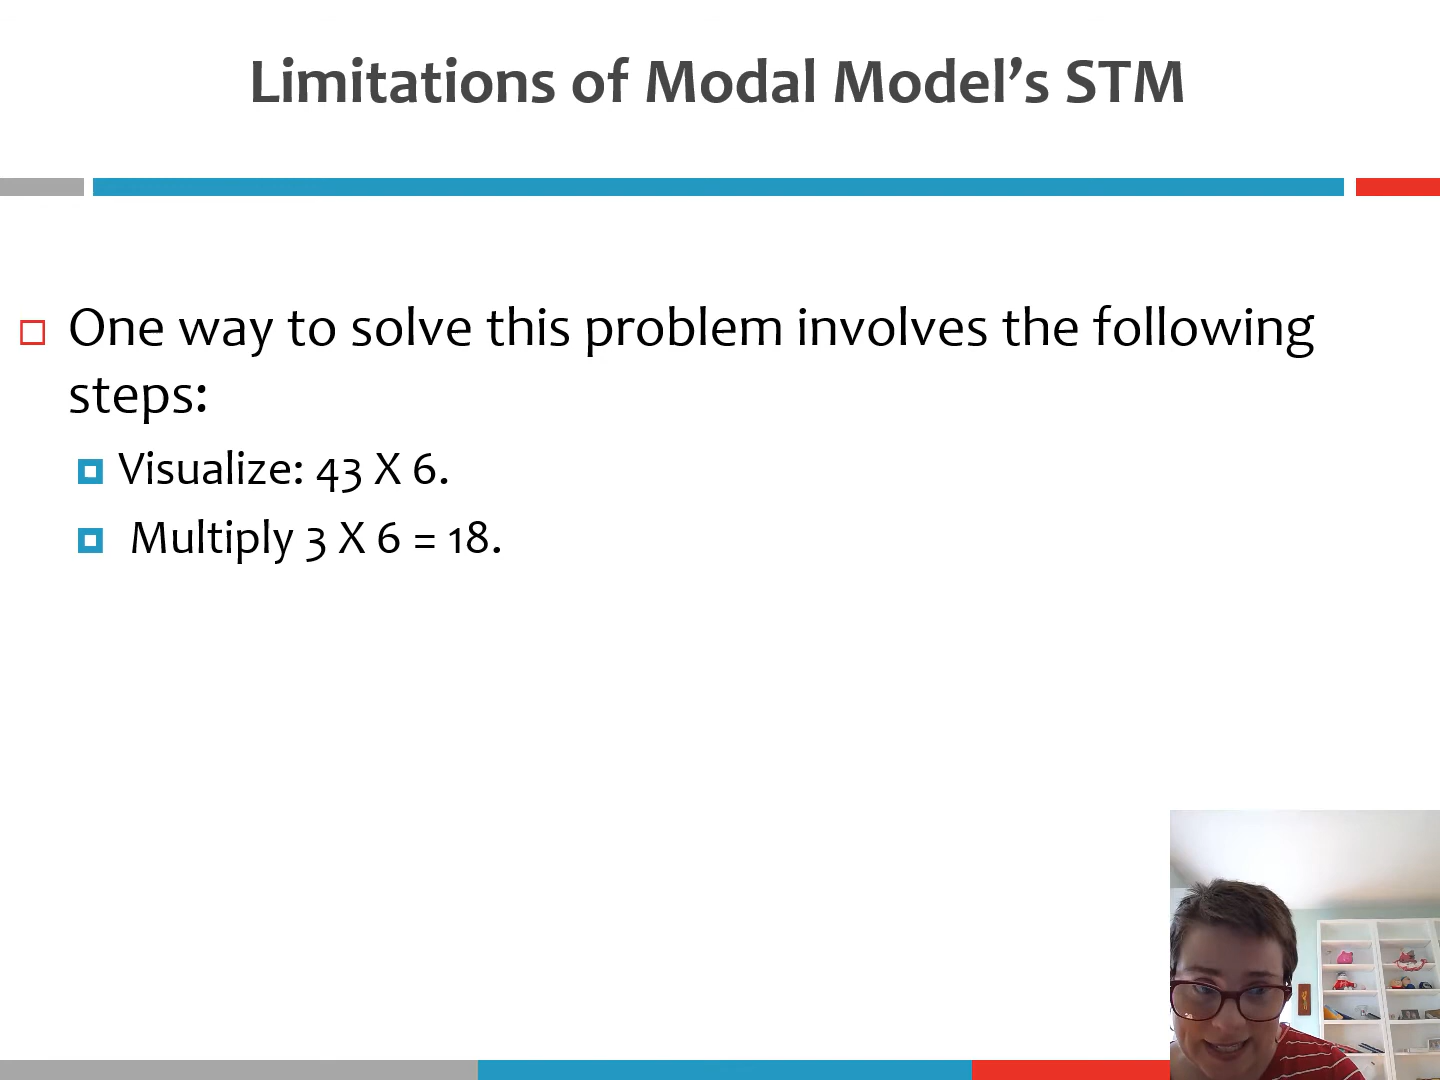 Limitations of Modal Model’s STM
One way to solve this problem involves the following
steps:
Visualize: 43 X 6.
Multiply 3 X 6 = 18.